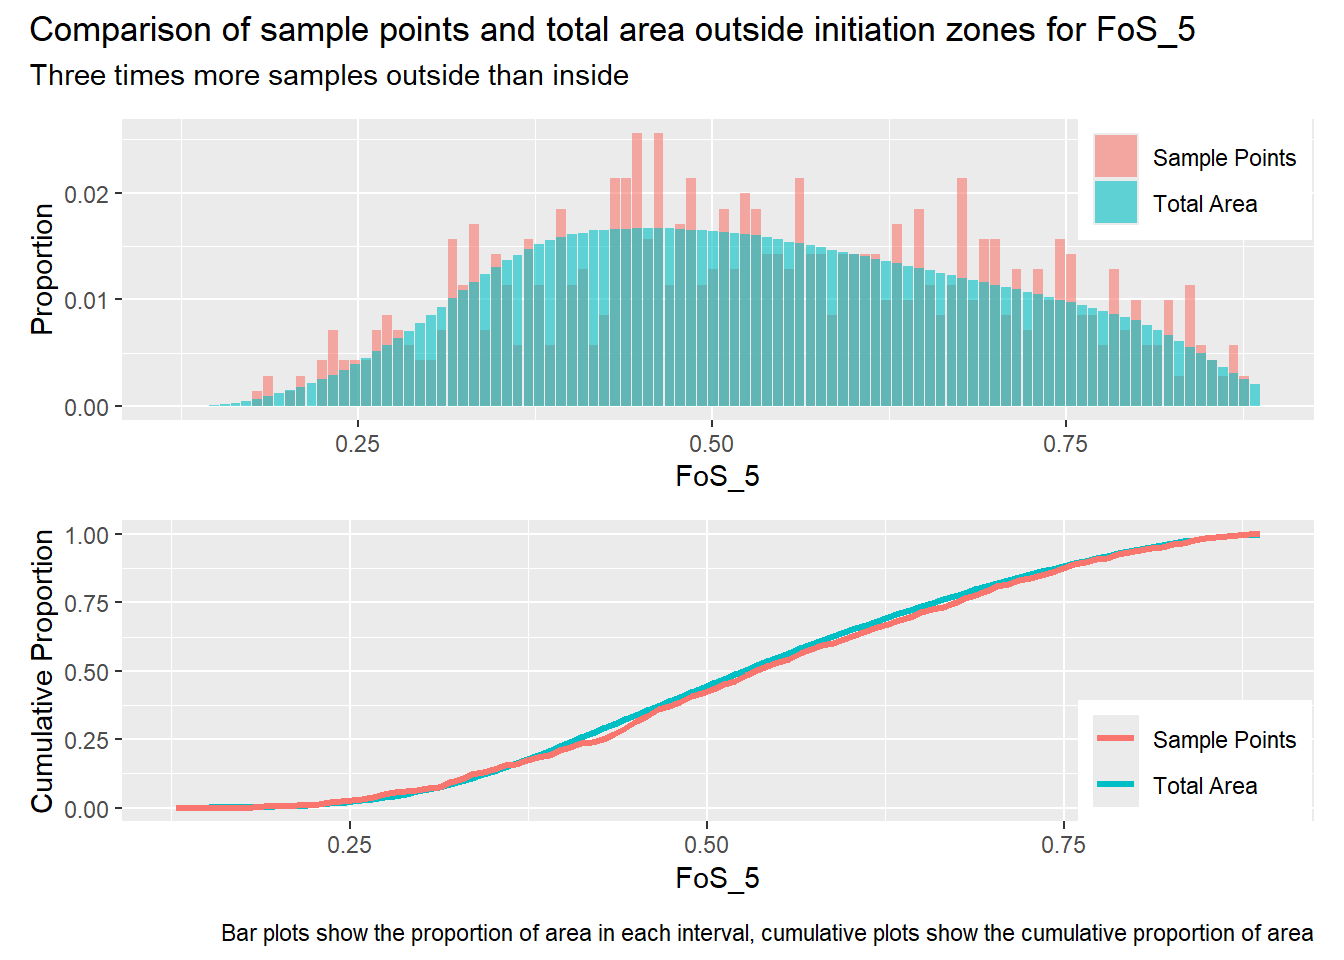 Comparison of sample points and total area outside initiation zones for FoS_5
Three times more samples outside than inside
Proportion
0.02
0.01
0.00
Sample Points
Total Area
0.25 0.50 0.75
FoS_5
Cumulative Proportion
1.00
0.75
0.50
0.25
0.00
Sample Points
Total Area
0.25 0.50 0.75
FoS_5
Bar plots show the proportion of area in each interval, cumulative plots show the cumulative proportion of area